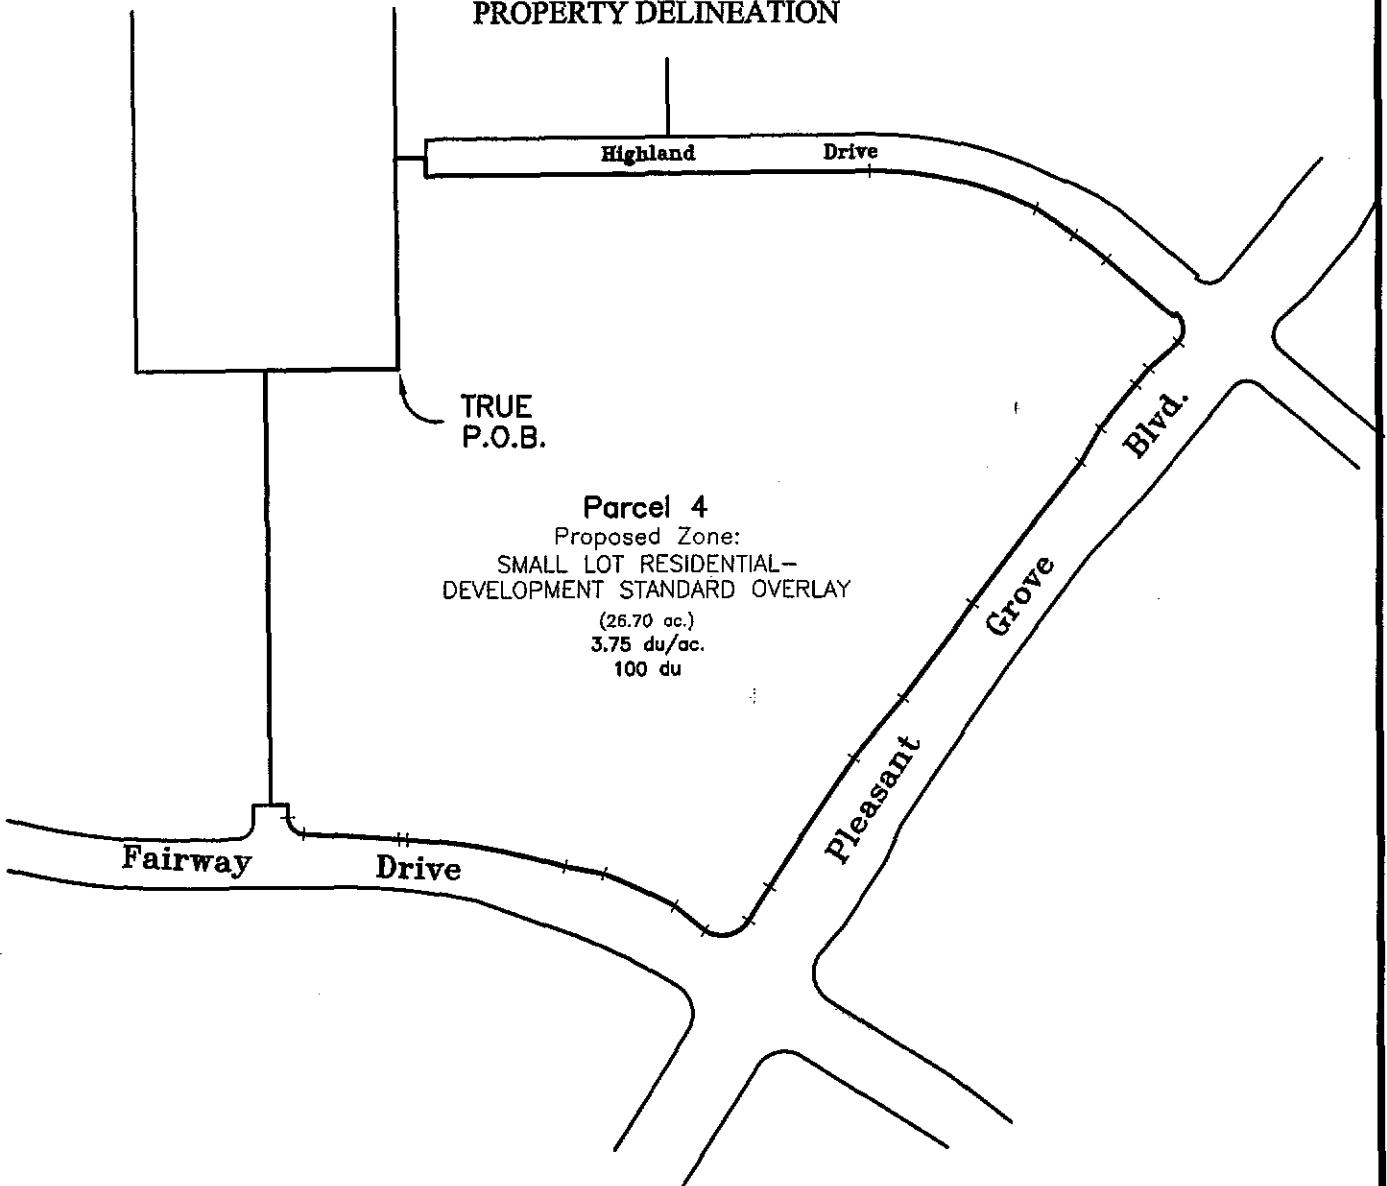 PROPERTY DELINEATION
Highland Drive
TRUE
P.O.B.
Blvd.
Parcel 4
Proposed Zone:
SMALL LOT RESIDENTIAL-
DEVELOPMENT STANDARD OVERLAY
(26.70 ac.)
3.75 du/ac.
100 du
Grove
Pleasant
Fairway Drive